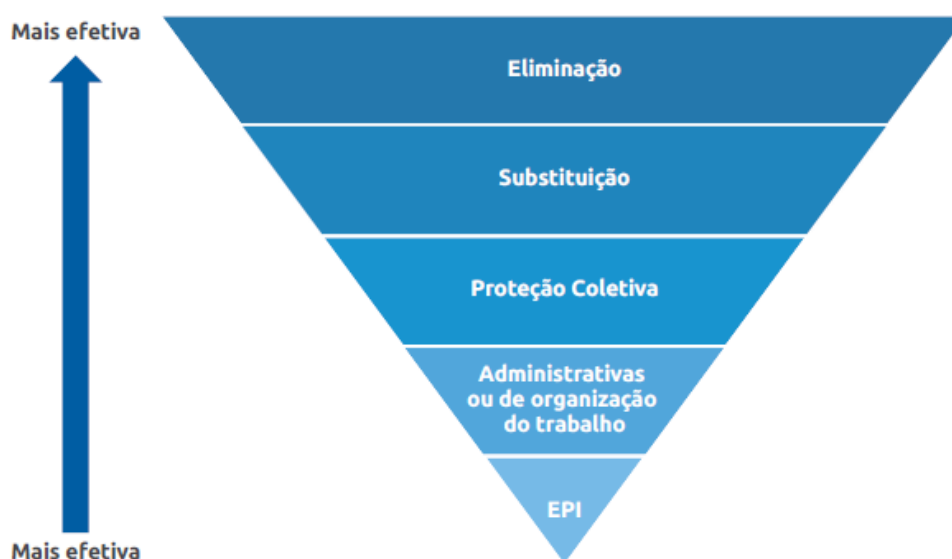 Mais efetiva
Eliminação
Substituição
Proteção Coletiva
Administrativas
ou de organização
do trabalho
EPI
Mais efetiva